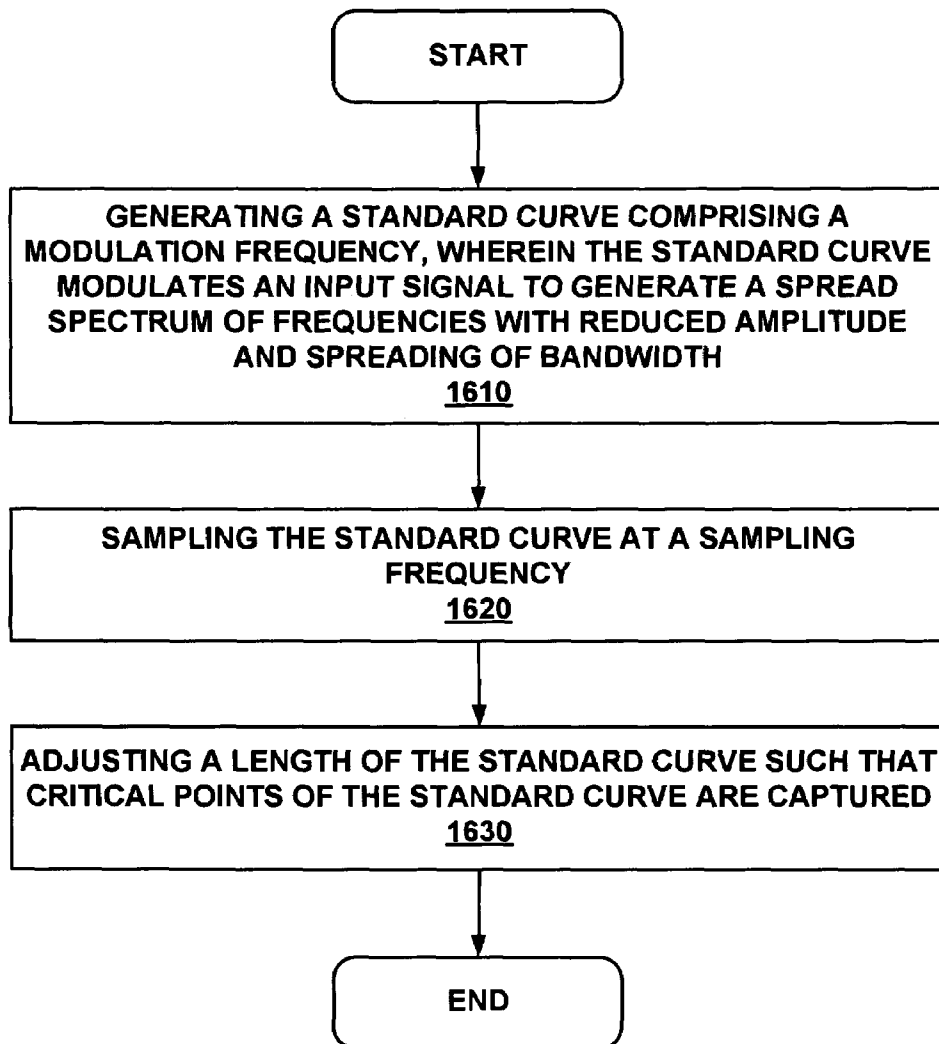 START
GENERATING A STANDARD CURVE COMPRISING A
MODULATION FREQUENCY, WHEREIN THE STANDARD CURVE
MODULATES AN INPUT SIGNAL TO GENERATE A SPREAD
SPECTRUM OF FREQUENCIES WITH REDUCED AMPLITUDE
AND SPREADING OF BANDWIDTH
1610
SAMPLING THE STANDARD CURVE AT A SAMPLING
FREQUENCY
1620
ADJUSTING A LENGTH OF THE STANDARD CURVE SUCH THAT
CRITICAL POINTS OF THE STANDARD CURVE ARE CAPTURED
1630
END